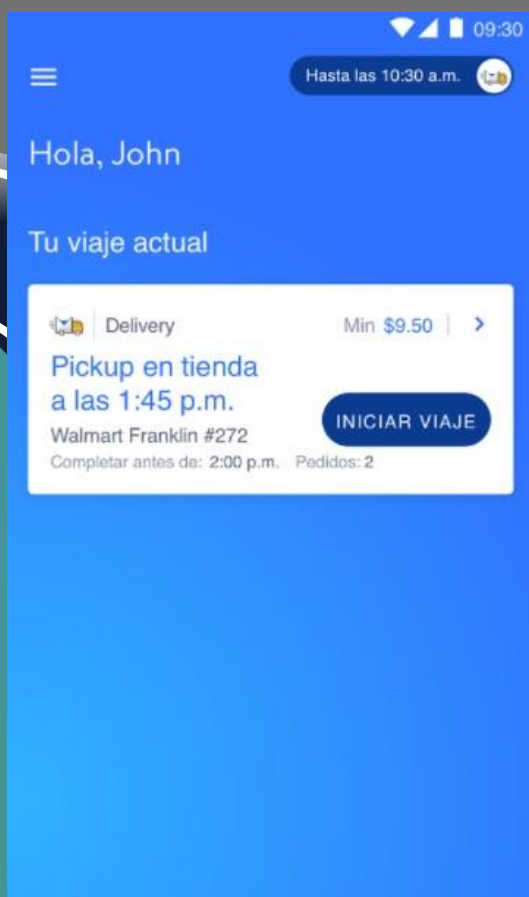 09:30
Hasta las 10:30 a.m.
Hola, John
Tu viaje actual
Delivery
Min $9.50
Pickup en tienda
a las 1:45 p.m.
INICIAR VIAJE
Walmart Franklin #272
Completar antes de: 2:00 p.m. Pedidos: 2